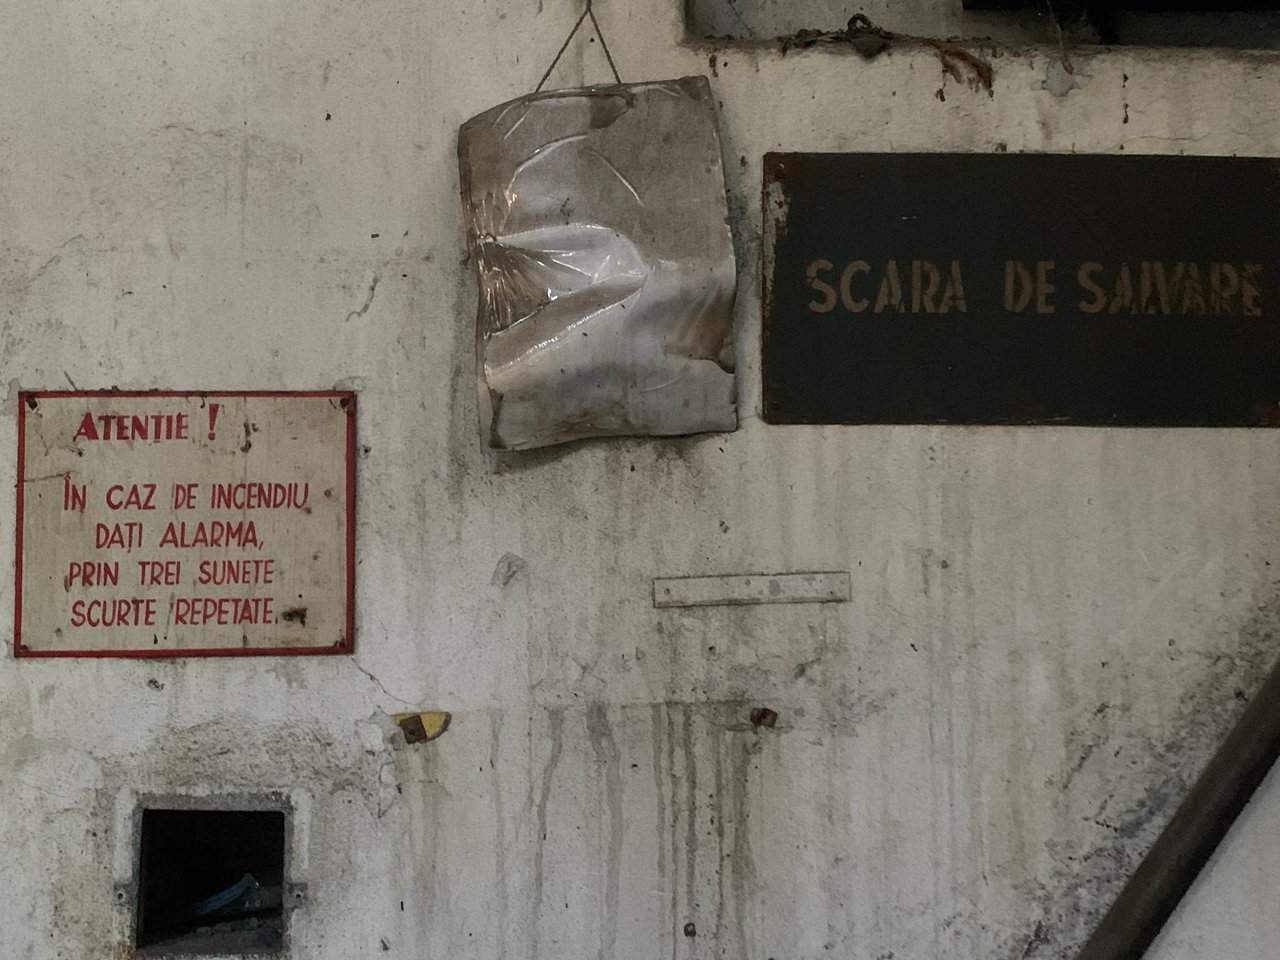 SCARA DE SALVARE
ATENȚIE !
ÎN CAZ DE INCENDIU
DAȚI ALARMA,
PRIN TREI SUNETE
SCURTE REPETATE.